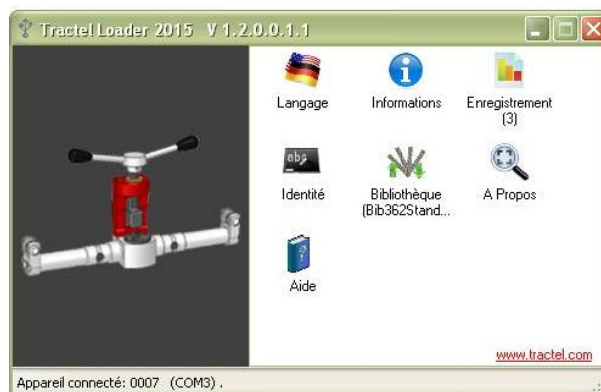 Tractel Loader 2015 V 1.2.0.0.1.1
Langage
Informations
Enregistrement
(3)
abc
Identité
Bibliothèque
(Bib362Stand...
A Propos
?
Aide
www.tractel.com
Appareil connecté: 0007 (COM3) .